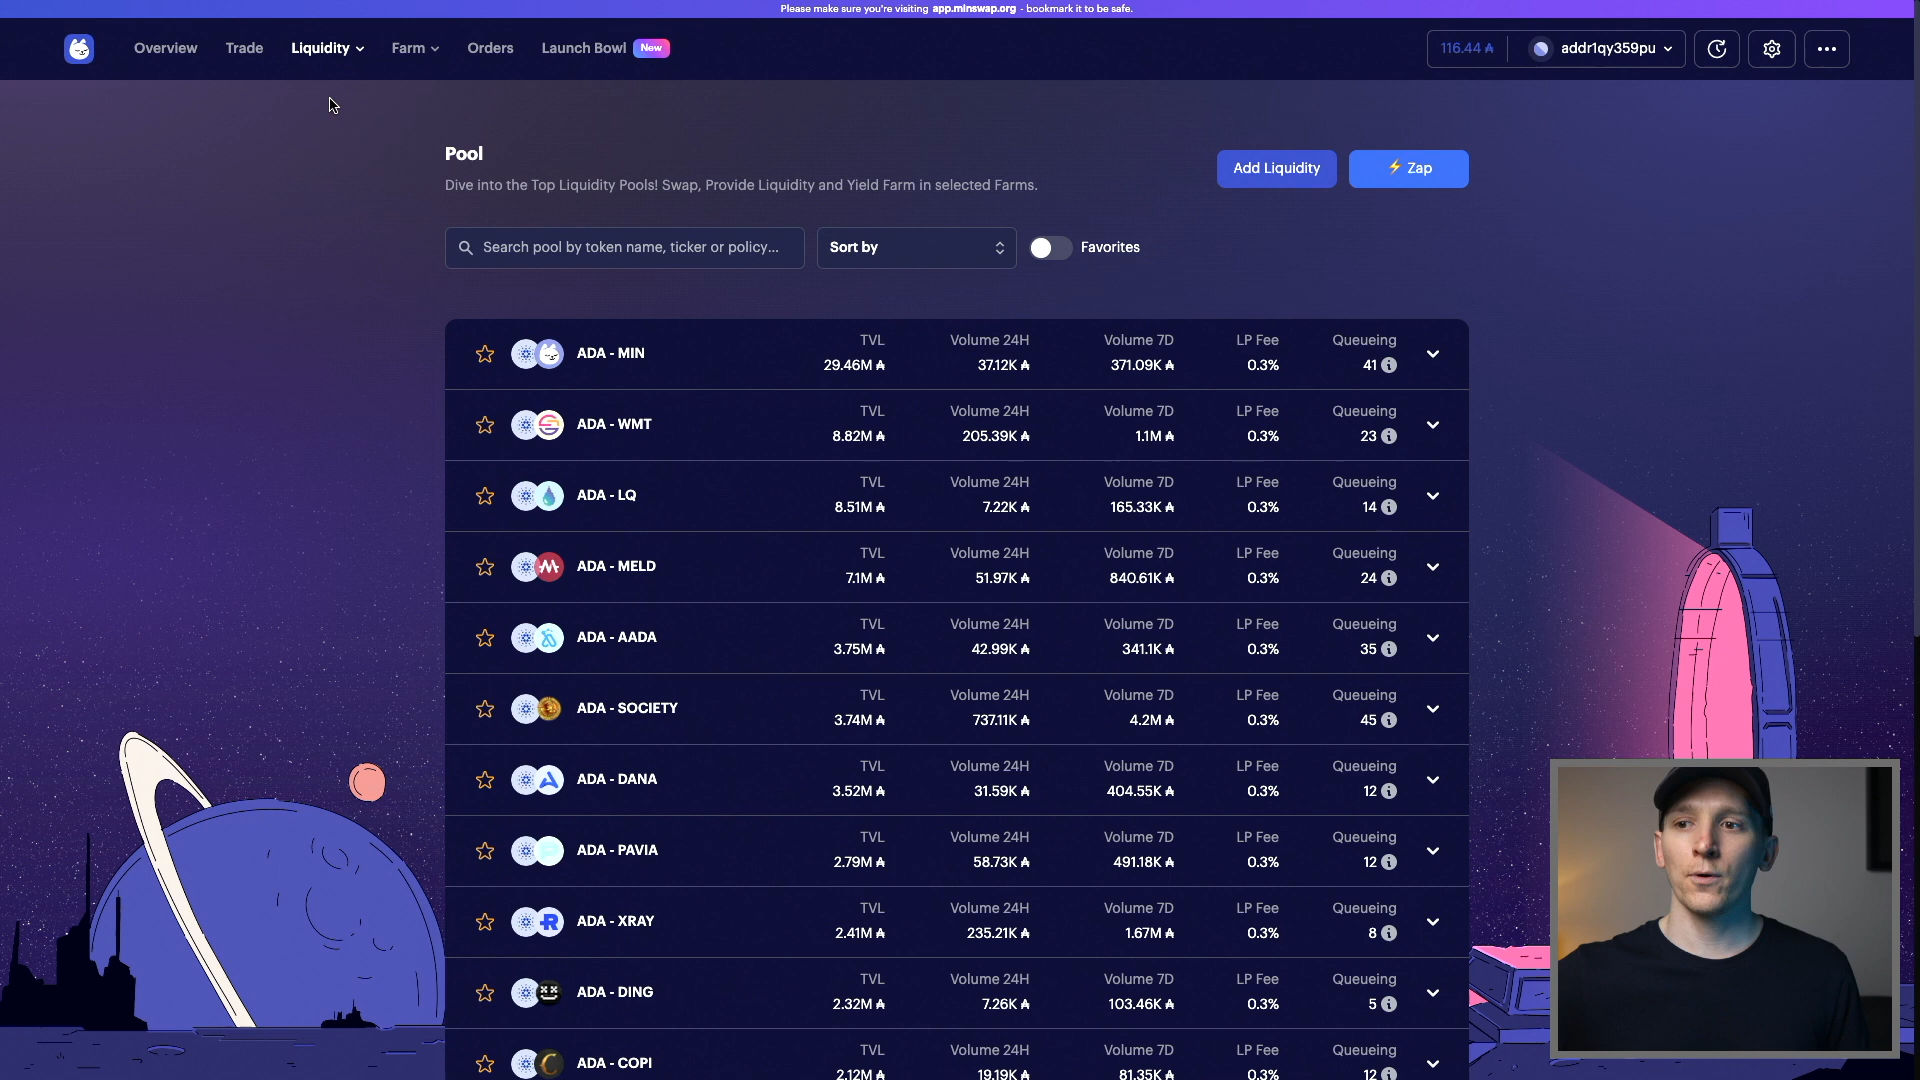 Please make sure you're visiting app.minswap.org - bookmark it to be safe.
Overview Trade Liquidity Farm Orders Launch Bowl New 116.44 ₳ addr1qy359pu
Pool
Dive into the Top Liquidity Pools! Swap, Provide Liquidity and Yield Farm in selected Farms.
Add Liquidity ⚡ Zap
Search pool by token name, ticker or policy... Sort by Favorites
TVL Volume 24H Volume 7D LP Fee Queueing
ADA - MIN
29.46M ₳ 37.12K ₳ 371.09K ₳ 0.3% 41
TVL Volume 24H Volume 7D LP Fee Queueing
ADA - WMT
8.82M ₳ 205.39K ₳ 1.1M ₳ 0.3% 23
TVL Volume 24H Volume 7D LP Fee Queueing
ADA - LQ
8.51M ₳ 7.22K ₳ 165.33K ₳ 0.3% 14
TVL Volume 24H Volume 7D LP Fee Queueing
ADA - MELD
7.1M ₳ 51.97K ₳ 840.61K ₳ 0.3% 24
TVL Volume 24H Volume 7D LP Fee Queueing
ADA - AADA
3.75M ₳ 42.99K ₳ 341.1K ₳ 0.3% 35
TVL Volume 24H Volume 7D LP Fee Queueing
ADA - SOCIETY
3.74M ₳ 737.11K ₳ 4.2M ₳ 0.3% 45
TVL Volume 24H Volume 7D LP Fee Queueing
ADA - DANA
3.52M ₳ 31.59K ₳ 404.55K ₳ 0.3% 12
TVL Volume 24H Volume 7D LP Fee Queueing
ADA - PAVIA
2.79M ₳ 58.73K ₳ 491.18K ₳ 0.3% 12
TVL Volume 24H Volume 7D LP Fee Queueing
ADA - XRAY
2.41M ₳ 235.21K ₳ 1.67M ₳ 0.3% 8
TVL Volume 24H Volume 7D LP Fee Queueing
ADA - DING
2.32M ₳ 7.26K ₳ 103.46K ₳ 0.3% 5
TVL Volume 24H Volume 7D LP Fee Queueing
ADA - COPI
2.12M ₳ 19.19K ₳ 81.35K ₳ 0.3% 12